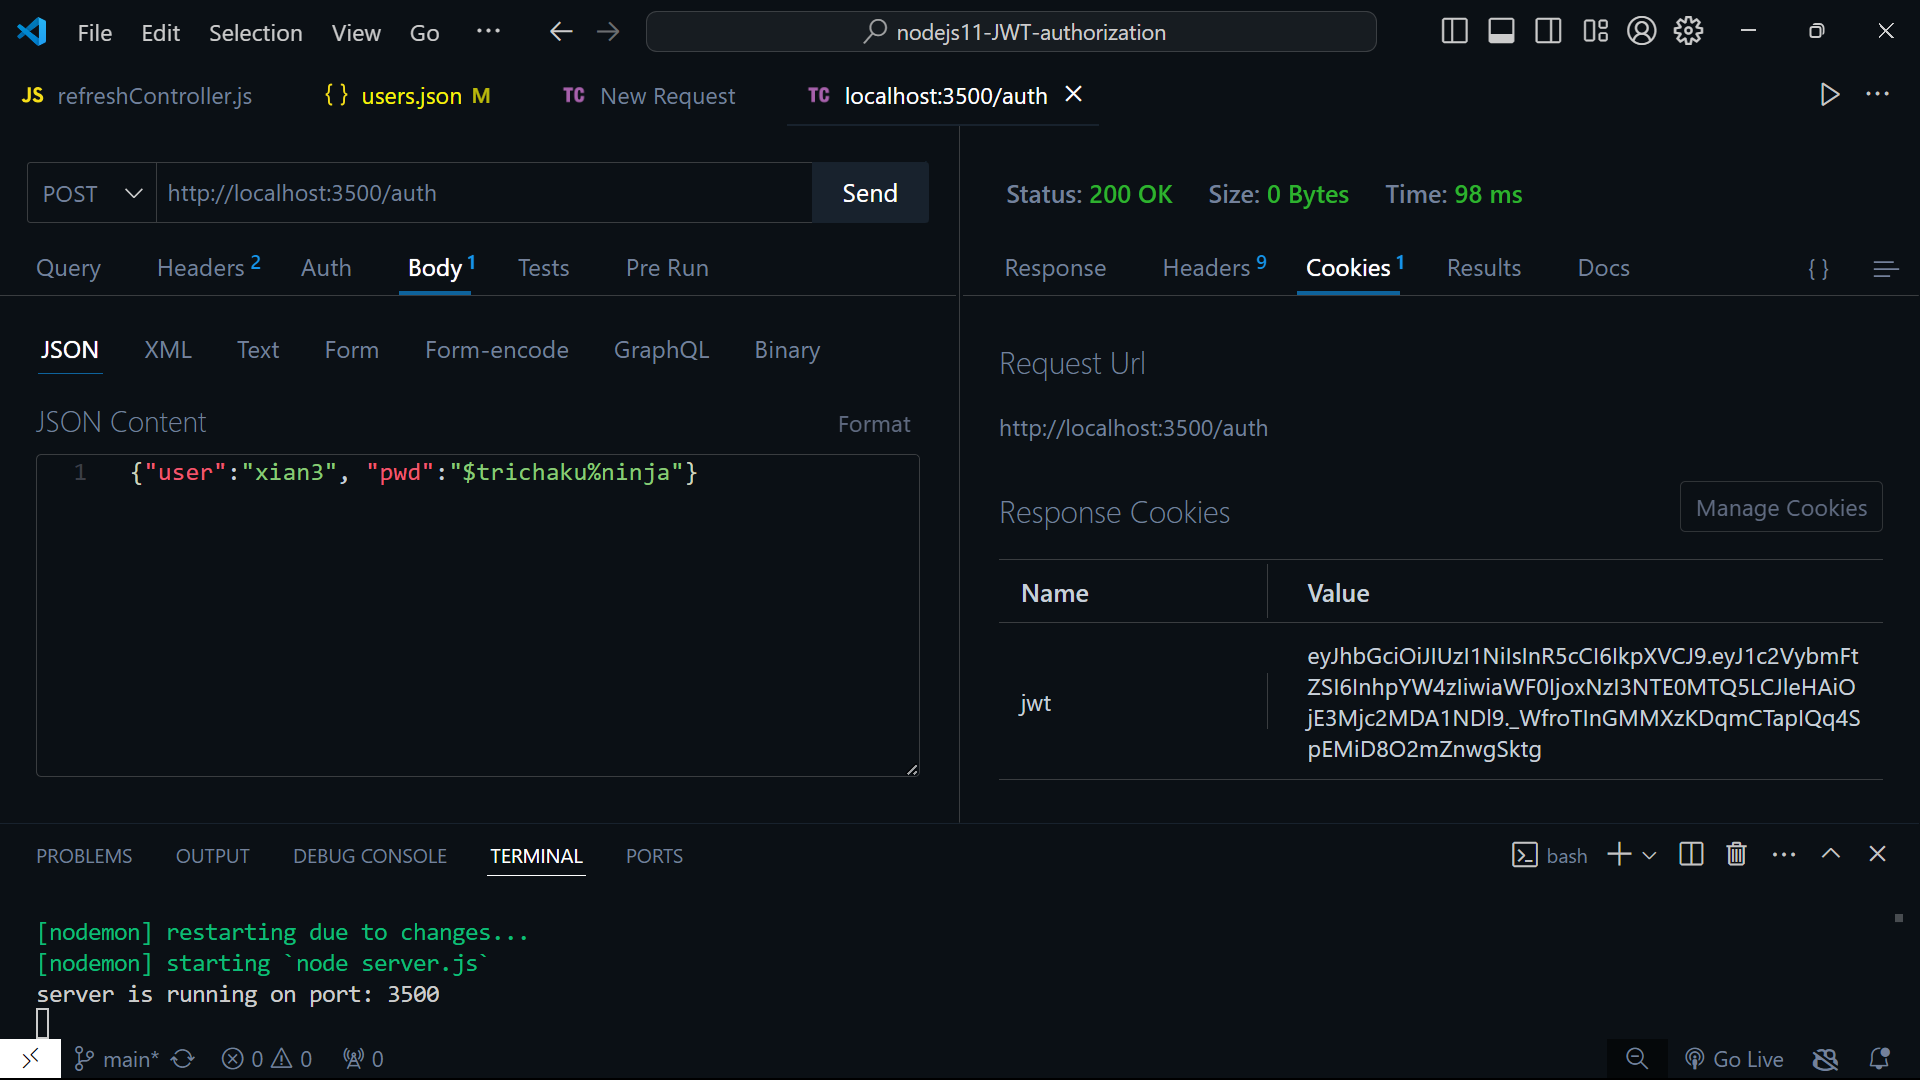 File Edit Selection View Go ··· nodejs11-JWT-authorization
JS refreshController.js {} users.json M TC New Request TC localhost:3500/auth
POST http://localhost:3500/auth Send
Status: 200 OK Size: 0 Bytes Time: 98 ms
Query Headers 2 Auth Body 1 Tests Pre Run
Response Headers 9 Cookies 1 Results Docs { }
JSON XML Text Form Form-encode GraphQL Binary
JSON Content Format
1 {"user":"xian3", "pwd":"$trichaku%ninja"}
Request Url
http://localhost:3500/auth
Response Cookies Manage Cookies
Name Value
jwt
eyJhbGciOiJIUzI1NiIsInR5cCI6IkpXVCJ9.eyJ1c2VybmFt
ZSI6InhpYW4zIiwiaWF0IjoxNzI3NTE0MTQ5LCJleHAiO
jE3Mjc2MDA1NDl9._WfroTInGMMXzKDqmCTapIQq4S
pEMiD8O2mZnwgSktg
PROBLEMS OUTPUT DEBUG CONSOLE TERMINAL PORTS bash
[nodemon] restarting due to changes...
[nodemon] starting `node server.js`
server is running on port: 3500
main* 0 0 0 Go Live